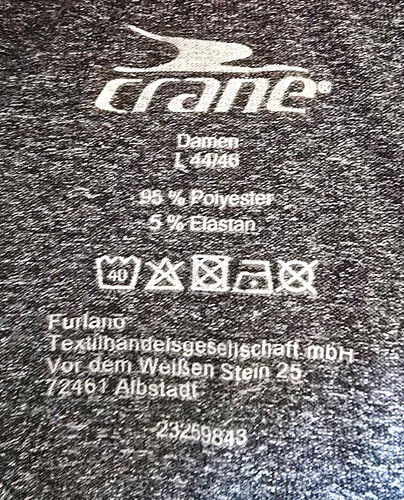 crane®
Damen
L 44/46
95 % Polyester
5 % Elastan
40
Furlano
Textilhandelsgesellschaft mbH
Vor dem Weißen Stein 25
72461 Albstadt
23259843